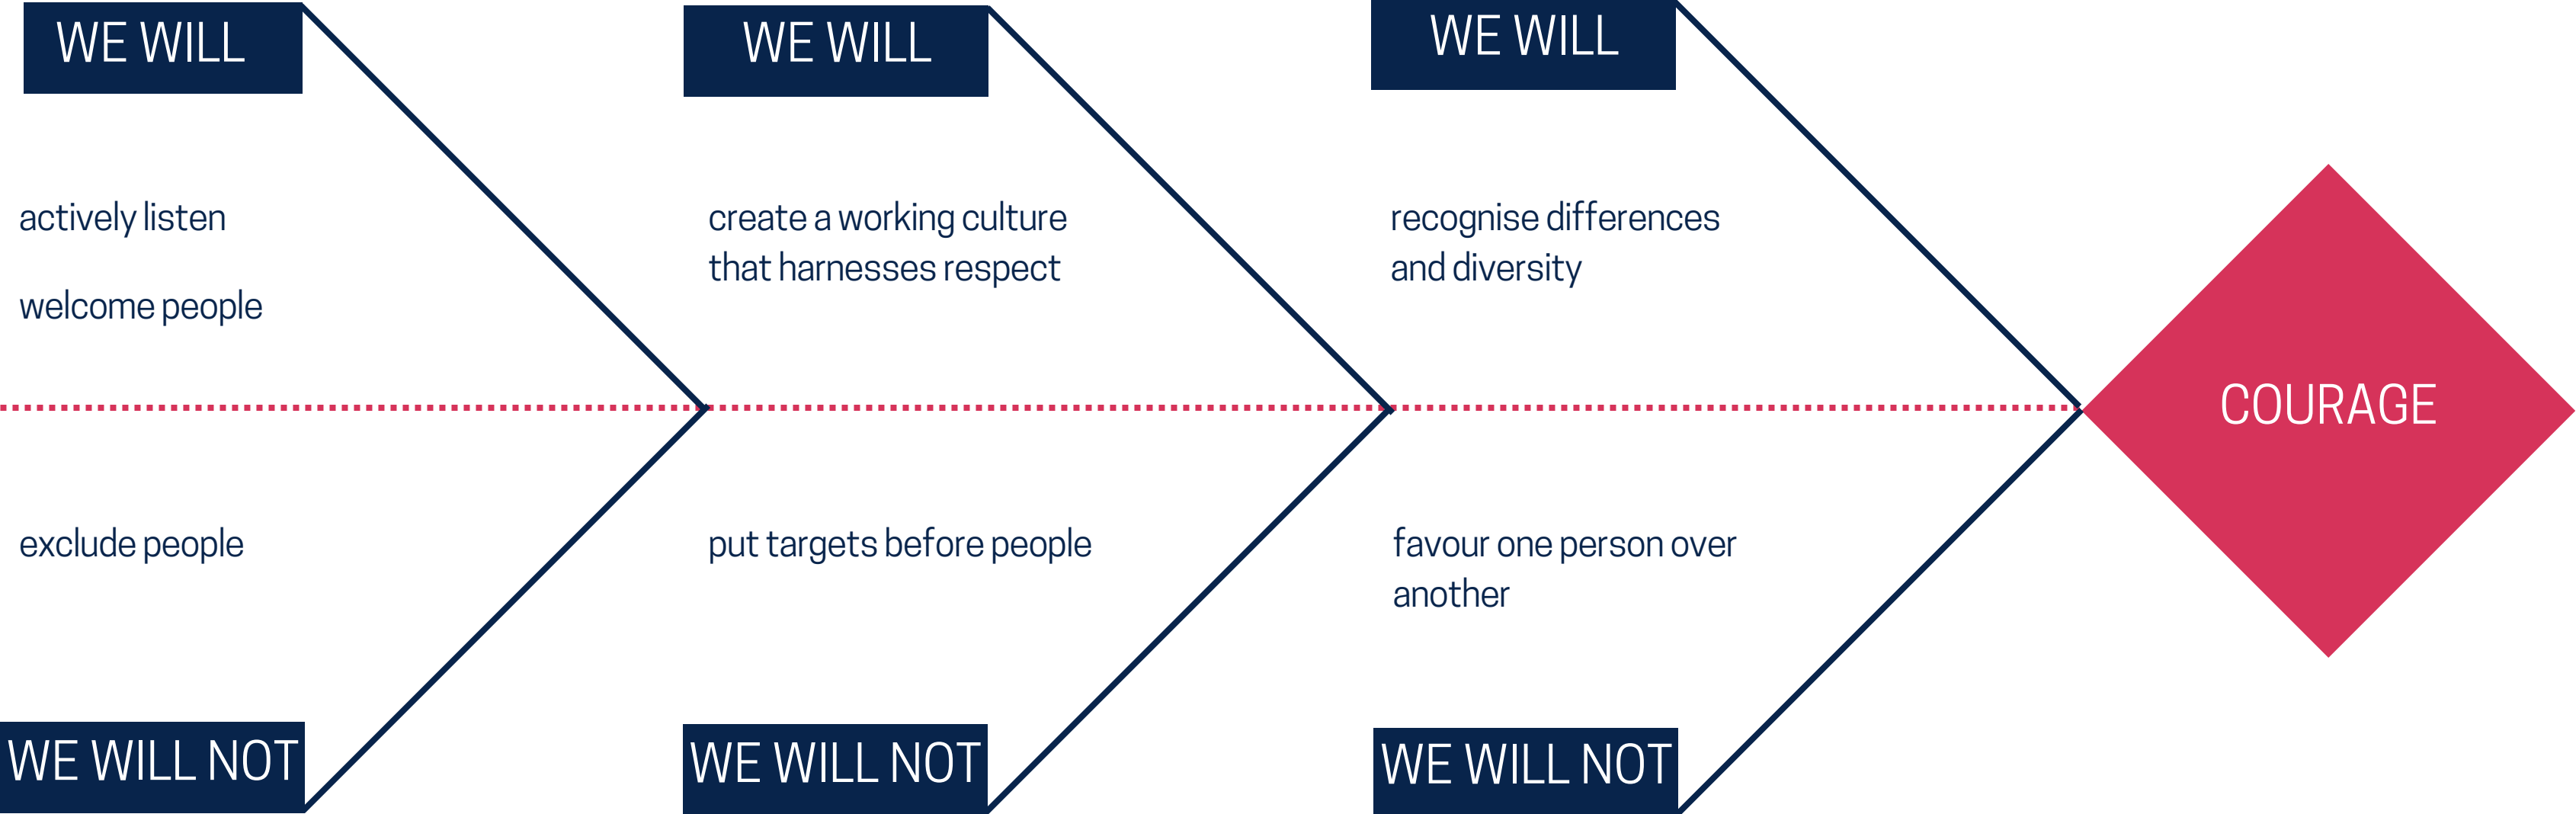 WE WILL
WE WILL
WE WILL
actively listen
welcome people
create a working culture
that harnesses respect
recognise differences
and diversity
COURAGE
exclude people
put targets before people
favour one person over
another
WE WILL NOT
WE WILL NOT
WE WILL NOT